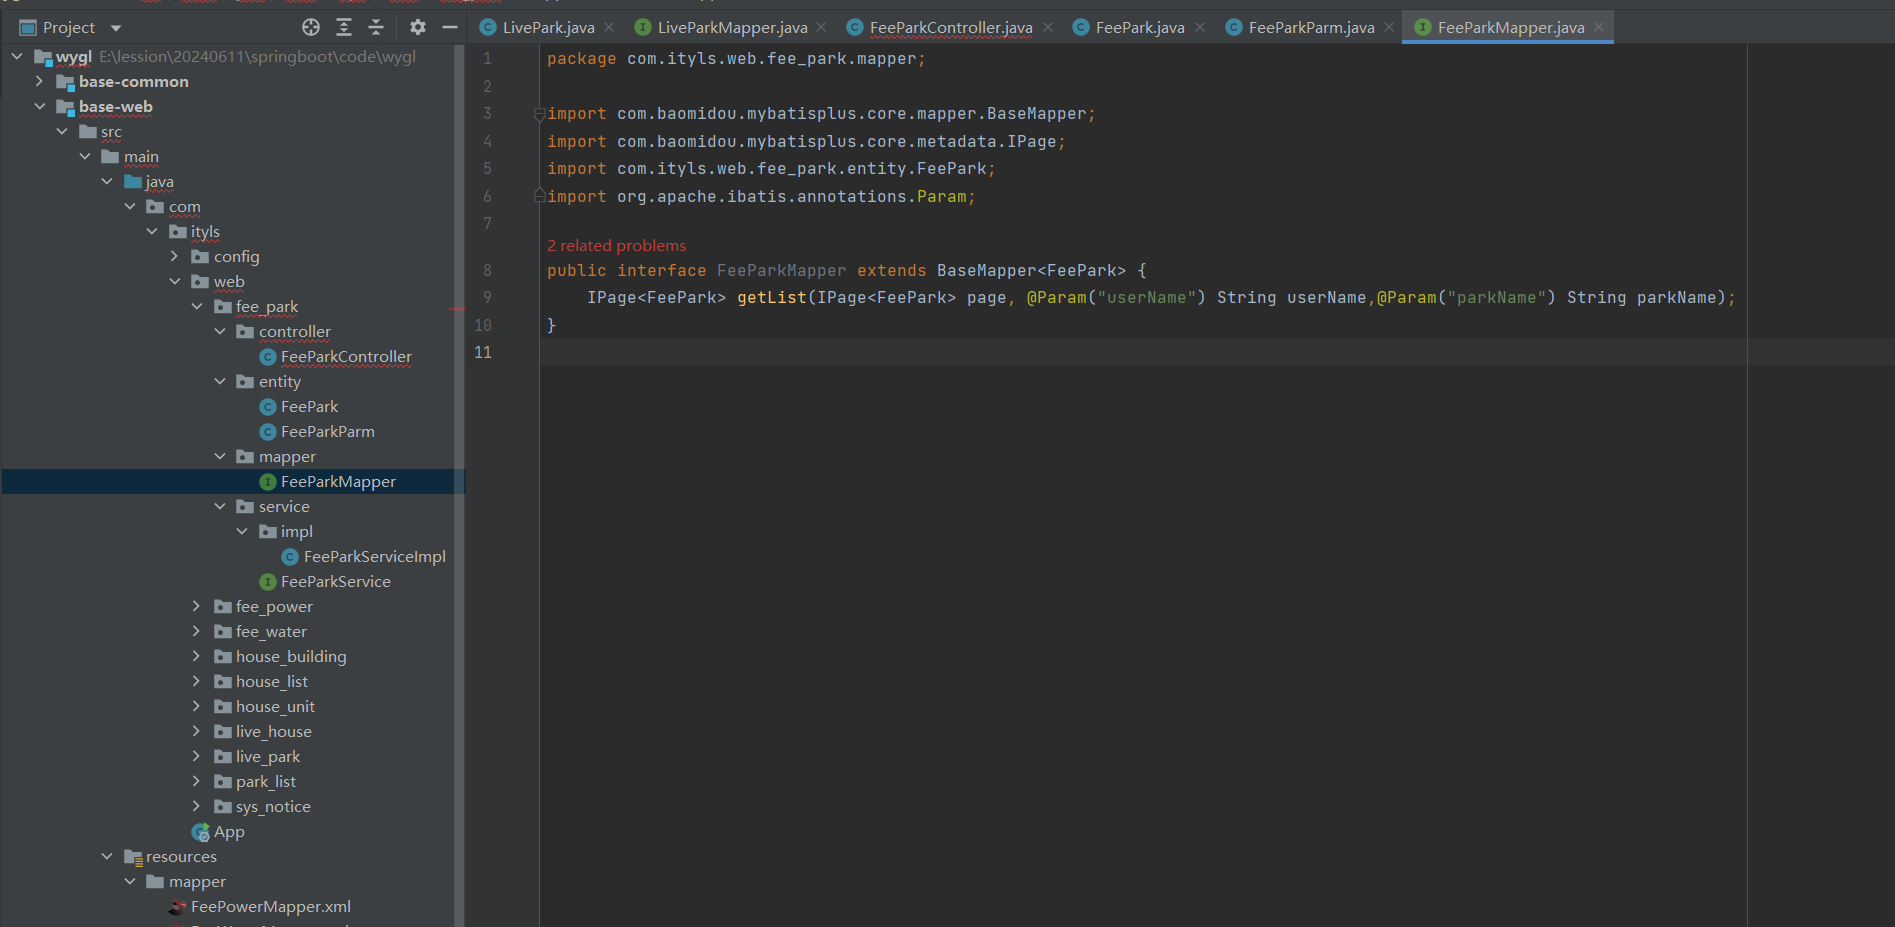 Project
wygl E:\lession\20240611\springboot\code\wygl
base-common
base-web
src
main
java
com
ityls
config
web
fee_park
controller
FeeParkController
entity
FeePark
FeeParkParm
mapper
FeeParkMapper
service
impl
FeeParkServiceImpl
FeeParkService
fee_power
fee_water
house_building
house_list
house_unit
live_house
live_park
park_list
sys_notice
App
resources
mapper
FeePowerMapper.xml
LivePark.java LiveParkMapper.java FeeParkController.java FeePark.java FeeParkParm.java FeeParkMapper.java
1 package com.ityls.web.fee_park.mapper;
2
3 import com.baomidou.mybatisplus.core.mapper.BaseMapper;
4 import com.baomidou.mybatisplus.core.metadata.IPage;
5 import com.ityls.web.fee_park.entity.FeePark;
6 import org.apache.ibatis.annotations.Param;
7
2 related problems
8 public interface FeeParkMapper extends BaseMapper<FeePark> {
9 IPage<FeePark> getList(IPage<FeePark> page, @Param("userName") String userName,@Param("parkName") String parkName);
10 }
11